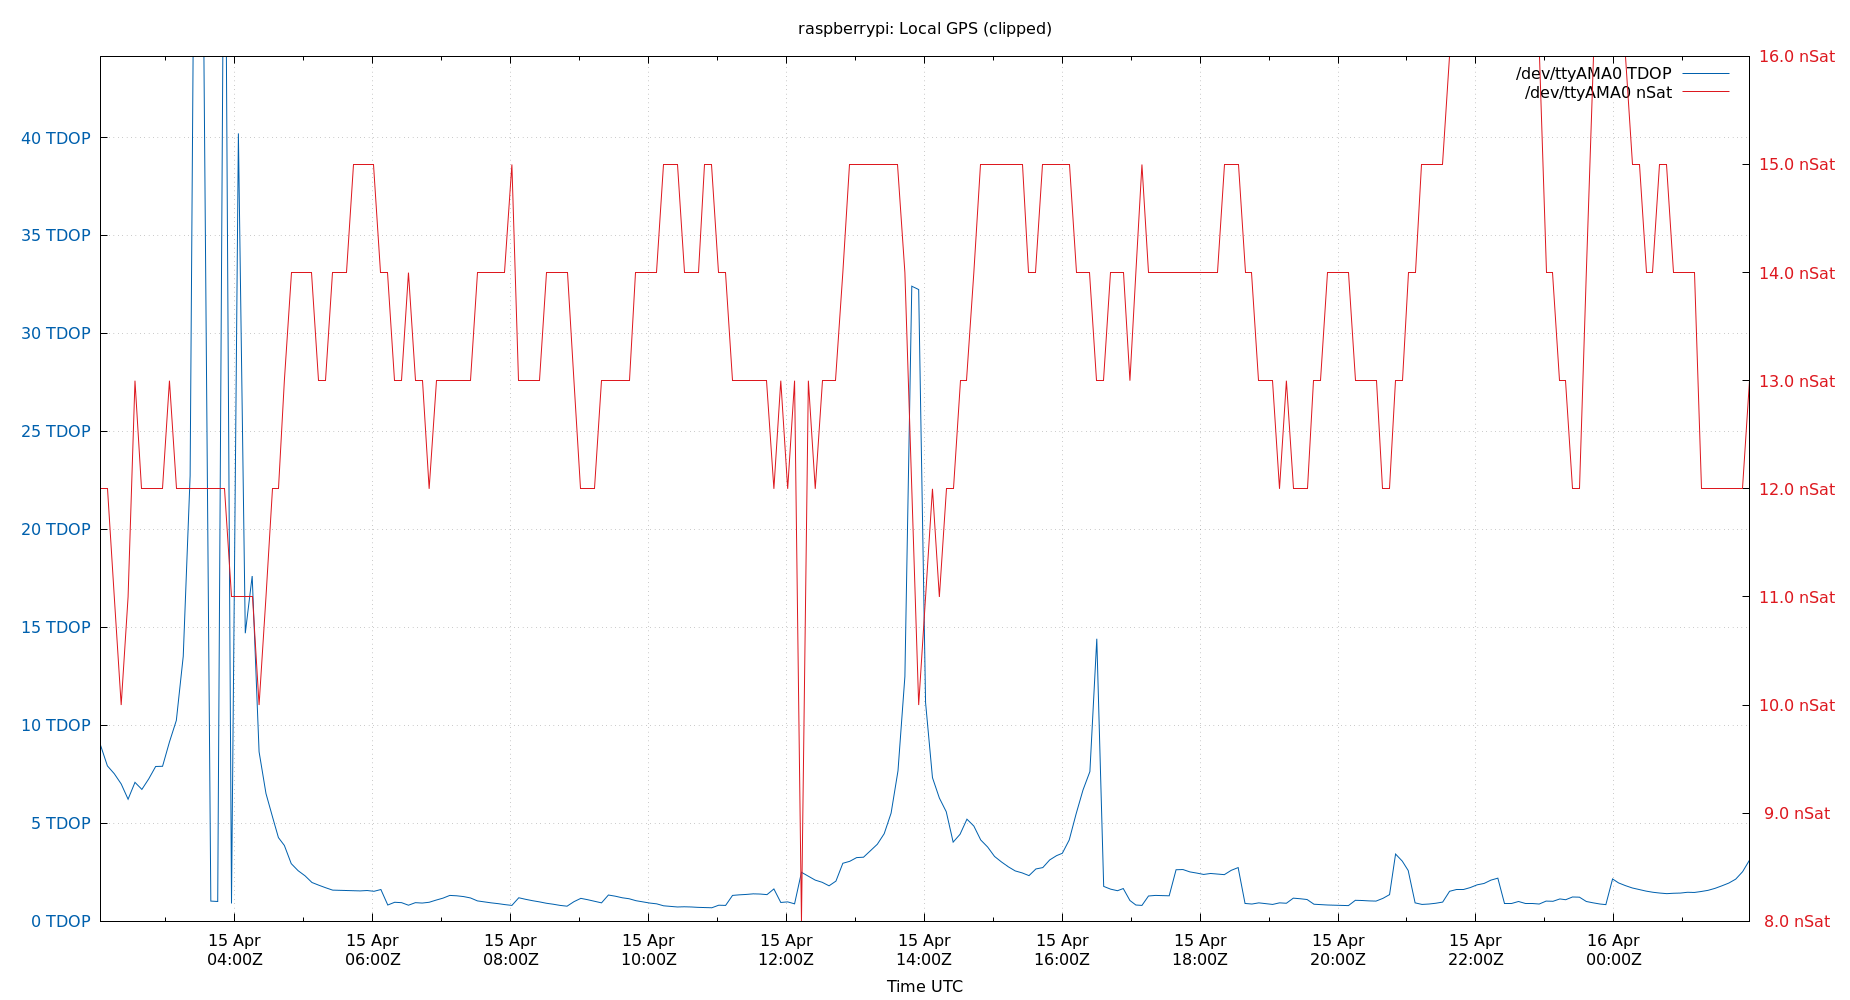 raspberrypi: Local GPS (clipped)
/dev/ttyAMA0 TDOP
/dev/ttyAMA0 nSat
40 TDOP
35 TDOP
30 TDOP
25 TDOP
20 TDOP
15 TDOP
10 TDOP
5 TDOP
0 TDOP
16.0 nSat
15.0 nSat
14.0 nSat
13.0 nSat
12.0 nSat
11.0 nSat
10.0 nSat
9.0 nSat
8.0 nSat
15 Apr
04:00Z
15 Apr
06:00Z
15 Apr
08:00Z
15 Apr
10:00Z
15 Apr
12:00Z
15 Apr
14:00Z
15 Apr
16:00Z
15 Apr
18:00Z
15 Apr
20:00Z
15 Apr
22:00Z
16 Apr
00:00Z
Time UTC